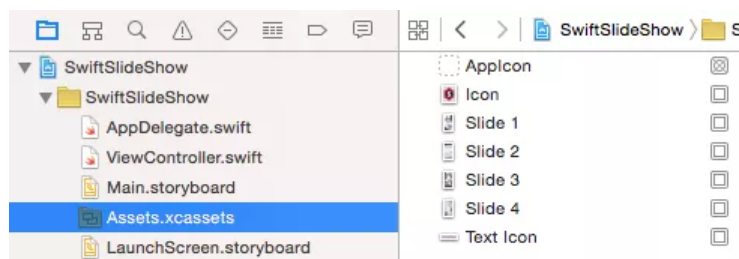 SwiftSlideShow
SwiftSlideShow
SwiftSlideShow
AppDelegate.swift
ViewController.swift
Main.storyboard
Assets.xcassets
LaunchScreen.storyboard
AppIcon
Icon
Slide 1
Slide 2
Slide 3
Slide 4
Text Icon